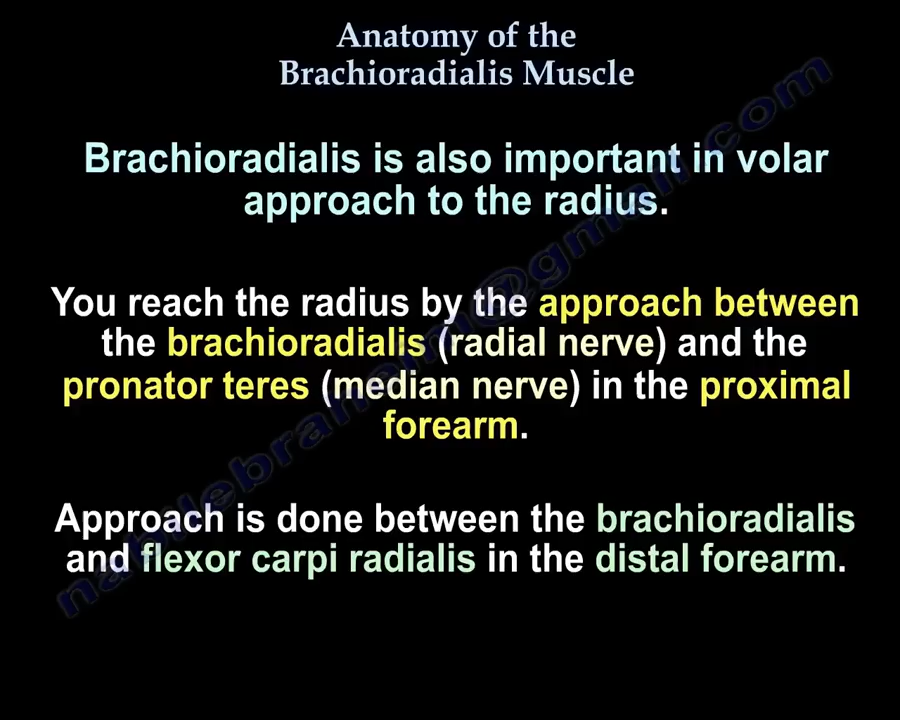 Anatomy of the
Brachioradialis Muscle
Brachioradialis is also important in volar
approach to the radius.
You reach the radius by the approach between
the brachioradialis (radial nerve) and the
pronator teres (median nerve) in the proximal
forearm.
Approach is done between the brachioradialis
and flexor carpi radialis in the distal forearm.